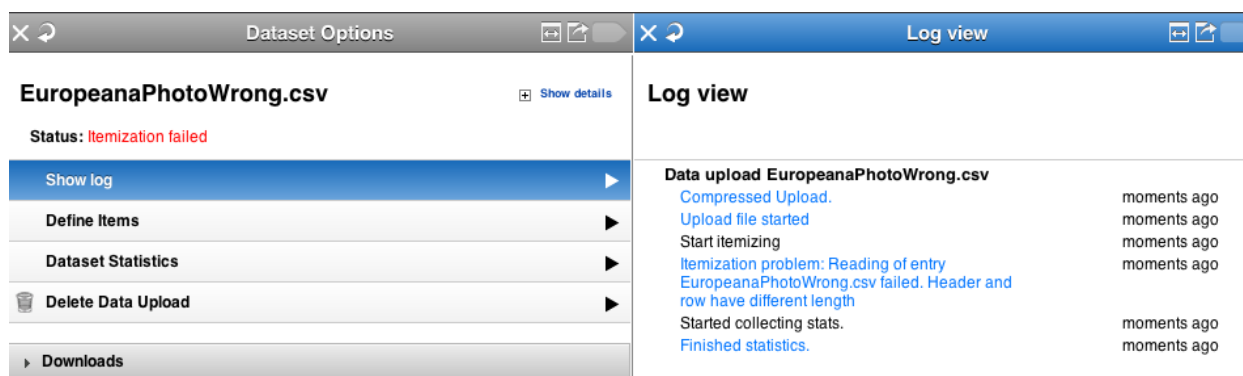 Dataset Options
EuropeanaPhotoWrong.csv
Show details
Status: Itemization failed
Show log
Define Items
Dataset Statistics
Delete Data Upload
Downloads
Log view
Log view
Data upload EuropeanaPhotoWrong.csv
Compressed Upload. moments ago
Upload file started moments ago
Start itemizing moments ago
Itemization problem: Reading of entry moments ago
EuropeanaPhotoWrong.csv failed. Header and
row have different length
Started collecting stats. moments ago
Finished statistics. moments ago